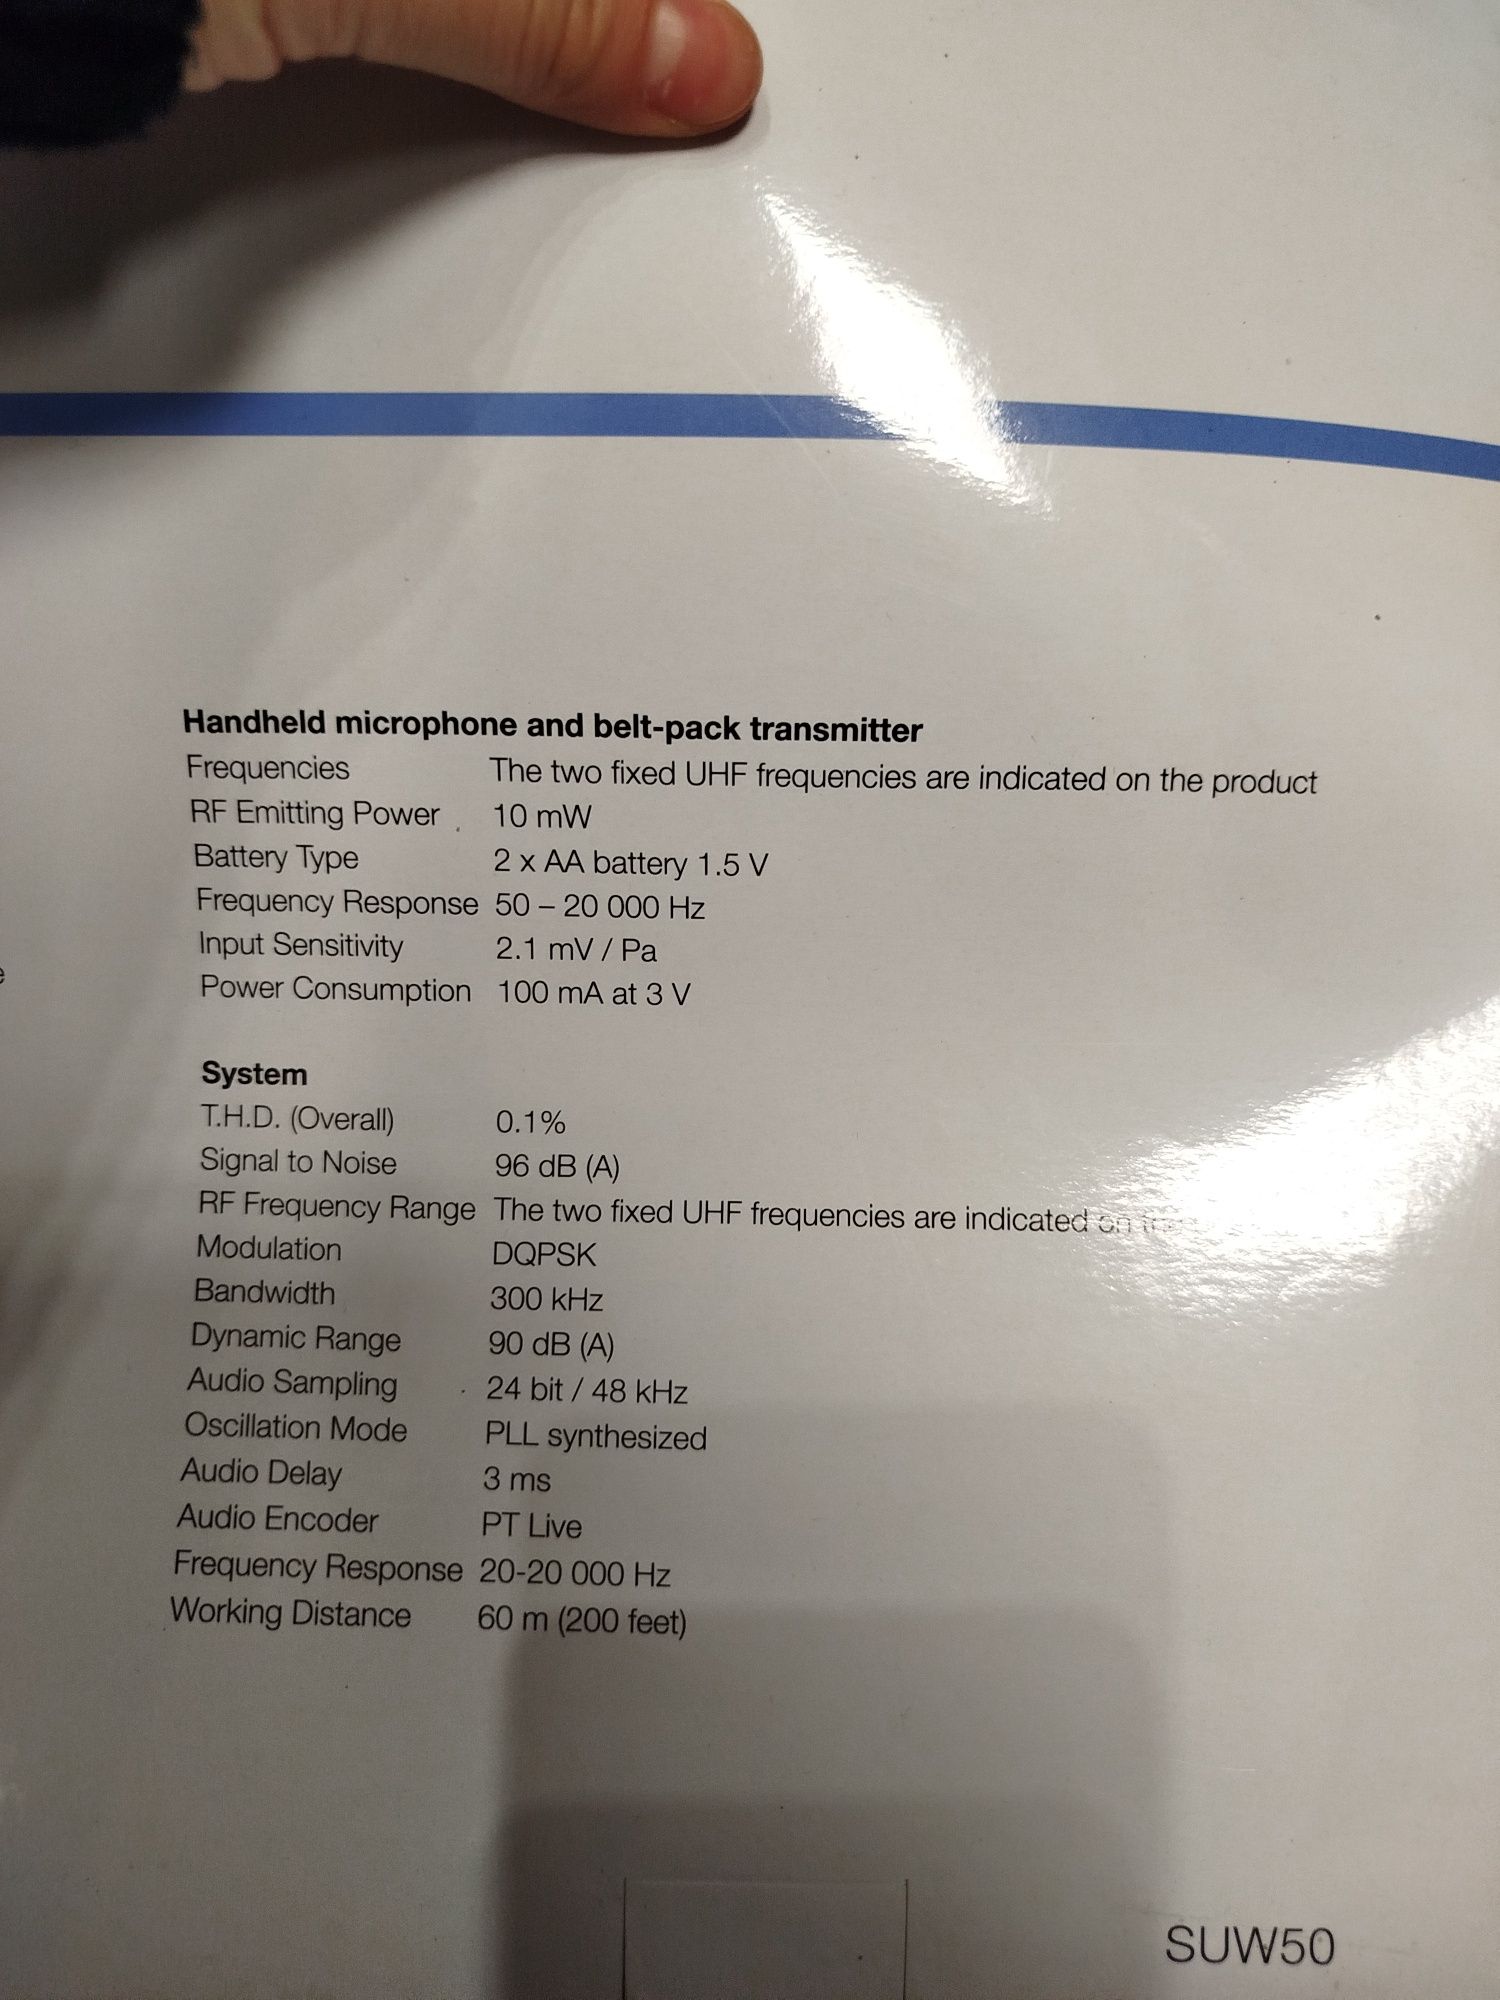 Handheld microphone and belt-pack transmitter
Frequencies The two fixed UHF frequencies are indicated on the product
RF Emitting Power 10 mW
Battery Type 2 x AA battery 1.5 V
Frequency Response 50 – 20 000 Hz
Input Sensitivity 2.1 mV / Pa
Power Consumption 100 mA at 3 V
System
T.H.D. (Overall) 0.1%
Signal to Noise 96 dB (A)
RF Frequency Range The two fixed UHF frequencies are indicated on
Modulation DQPSK
Bandwidth 300 kHz
Dynamic Range 90 dB (A)
Audio Sampling 24 bit / 48 kHz
Oscillation Mode PLL synthesized
Audio Delay 3 ms
Audio Encoder PT Live
Frequency Response 20-20 000 Hz
Working Distance 60 m (200 feet)
SUW50